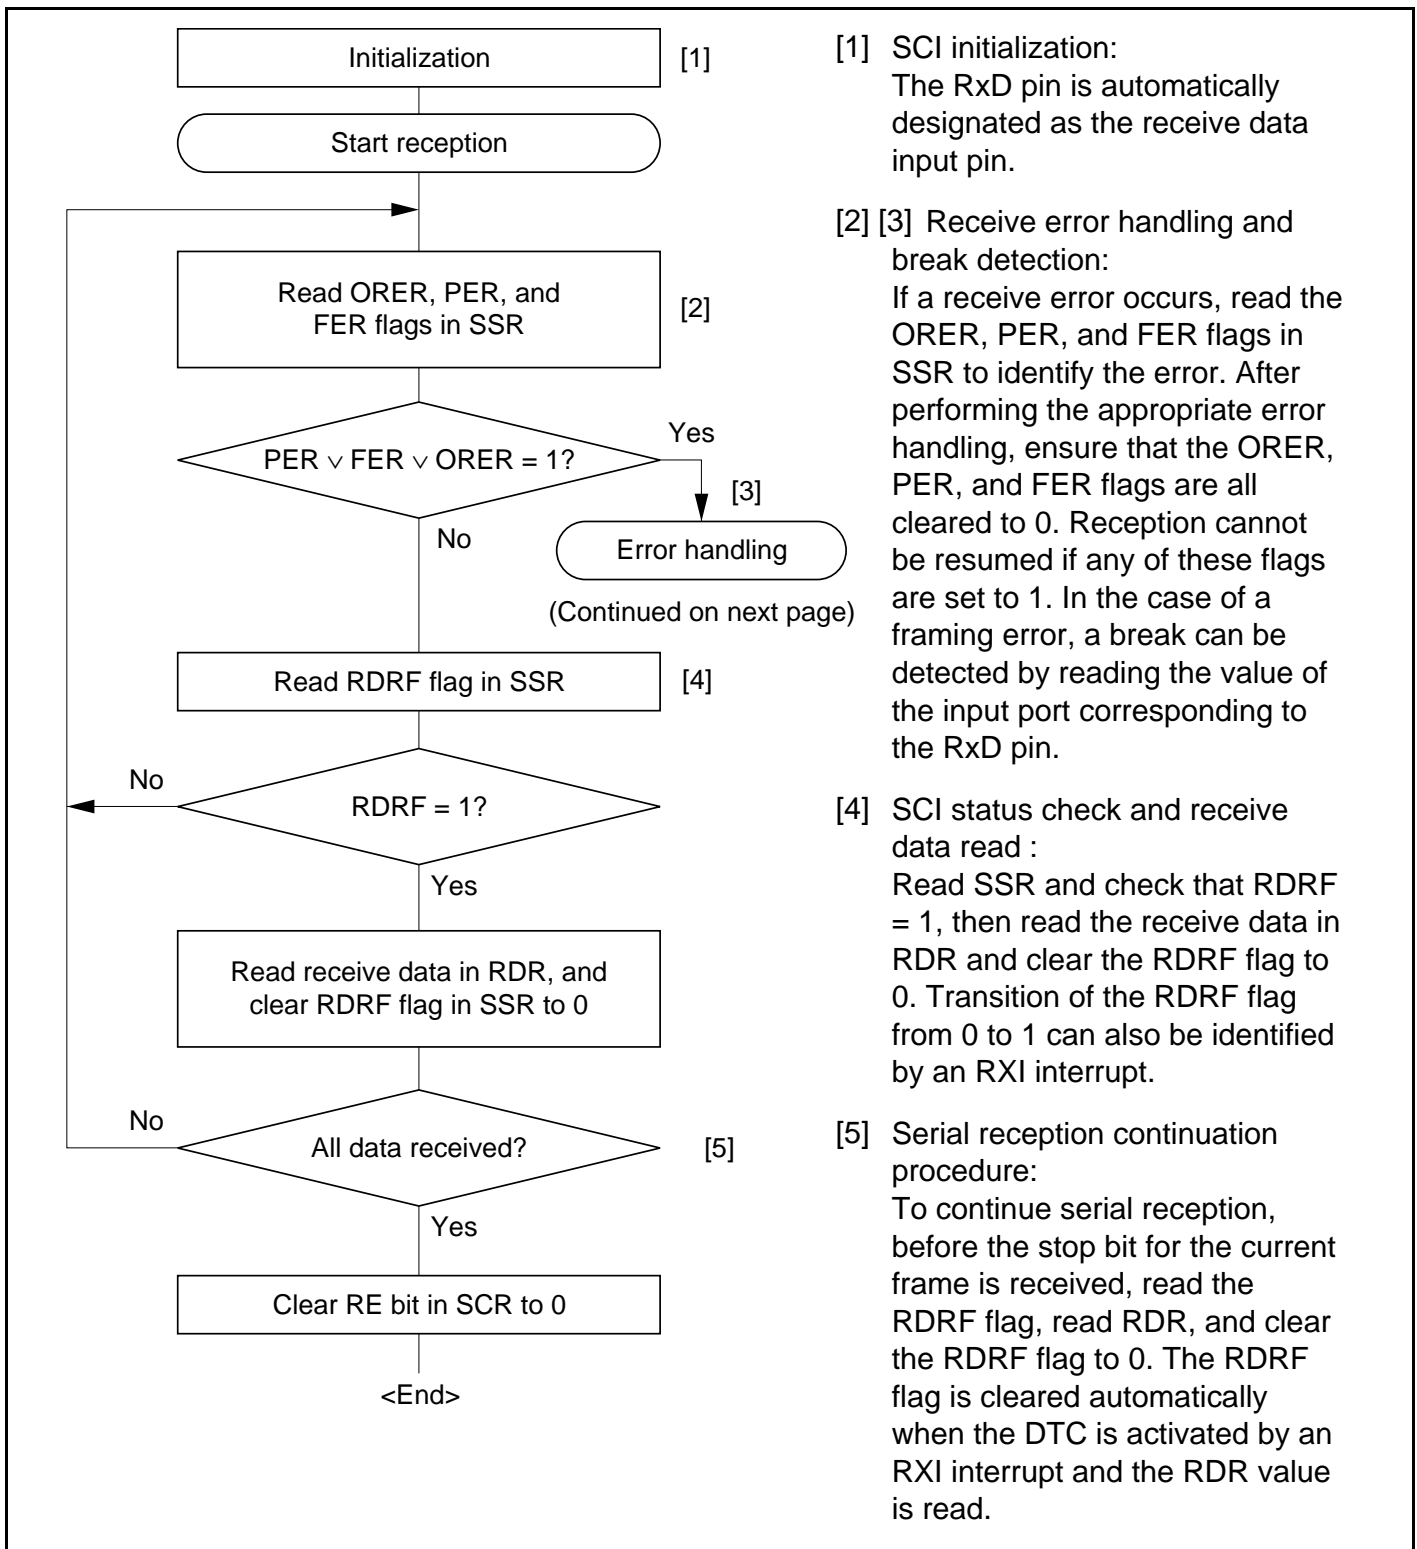 Initialization
[1]
Start reception
Read ORER, PER, and
FER flags in SSR
[2]
PER ∨ FER ∨ ORER = 1?
Yes
[3]
No
Error handling
(Continued on next page)
Read RDRF flag in SSR
[4]
No
RDRF = 1?
Yes
Read receive data in RDR, and
clear RDRF flag in SSR to 0
No
All data received?
[5]
Yes
Clear RE bit in SCR to 0
<End>
[1] SCI initialization:
The RxD pin is automatically
designated as the receive data
input pin.
[2] [3] Receive error handling and
break detection:
If a receive error occurs, read the
ORER, PER, and FER flags in
SSR to identify the error. After
performing the appropriate error
handling, ensure that the ORER,
PER, and FER flags are all
cleared to 0. Reception cannot
be resumed if any of these flags
are set to 1. In the case of a
framing error, a break can be
detected by reading the value of
the input port corresponding to
the RxD pin.
[4] SCI status check and receive
data read :
Read SSR and check that RDRF
= 1, then read the receive data in
RDR and clear the RDRF flag to
0. Transition of the RDRF flag
from 0 to 1 can also be identified
by an RXI interrupt.
[5] Serial reception continuation
procedure:
To continue serial reception,
before the stop bit for the current
frame is received, read the
RDRF flag, read RDR, and clear
the RDRF flag to 0. The RDRF
flag is cleared automatically
when the DTC is activated by an
RXI interrupt and the RDR value
is read.